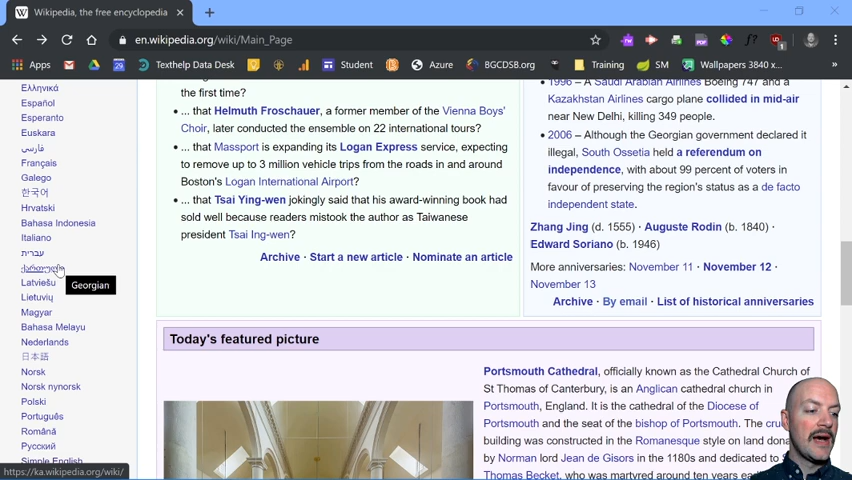 Wikipedia, the free encyclopedia
en.wikipedia.org/wiki/Main_Page
Apps
Texthelp Data Desk
Student
Azure
BGCDSB.org
Training
SM
Wallpapers 3840 x...
Ελληνικά
Español
Esperanto
Euskara
فارسی
Français
Galego
한국어
Hrvatski
Bahasa Indonesia
Italiano
עברית
ქართული
Georgian
Latviešu
Lietuvių
Magyar
Bahasa Melayu
Nederlands
日本語
Norsk
Norsk nynorsk
Polski
Português
Română
Русский
Simple English
https://ka.wikipedia.org/wiki/
the first time?
... that Helmuth Froschauer, a former member of the Vienna Boys'
Choir, later conducted the ensemble on 22 international tours?
... that Massport is expanding its Logan Express service, expecting
to remove up to 3 million vehicle trips from the roads in and around
Boston's Logan International Airport?
... that Tsai Ying-wen jokingly said that his award-winning book had
sold well because readers mistook the author as Taiwanese
president Tsai Ing-wen?
Archive · Start a new article · Nominate an article
1996 – A Saudi Arabian Airlines Boeing 747 and a
Kazakhstan Airlines cargo plane collided in mid-air
near New Delhi, killing 349 people.
2006 – Although the Georgian government declared it
illegal, South Ossetia held a referendum on
independence, with about 99 percent of voters in
favour of preserving the region's status as a de facto
independent state.
Zhang Jing (d. 1555) · Auguste Rodin (b. 1840) ·
Edward Soriano (b. 1946)
More anniversaries: November 11 · November 12 ·
November 13
Archive · By email · List of historical anniversaries
Today's featured picture
Portsmouth Cathedral, officially known as the Cathedral Church of
St Thomas of Canterbury, is an Anglican cathedral church in
Portsmouth, England. It is the cathedral of the Diocese of
Portsmouth and the seat of the bishop of Portsmouth. The
building was constructed in the Romanesque style on land
by Norman lord Jean de Gisors in the 1180s and dedicated to
Thomas Becket, who was martyred around ten years